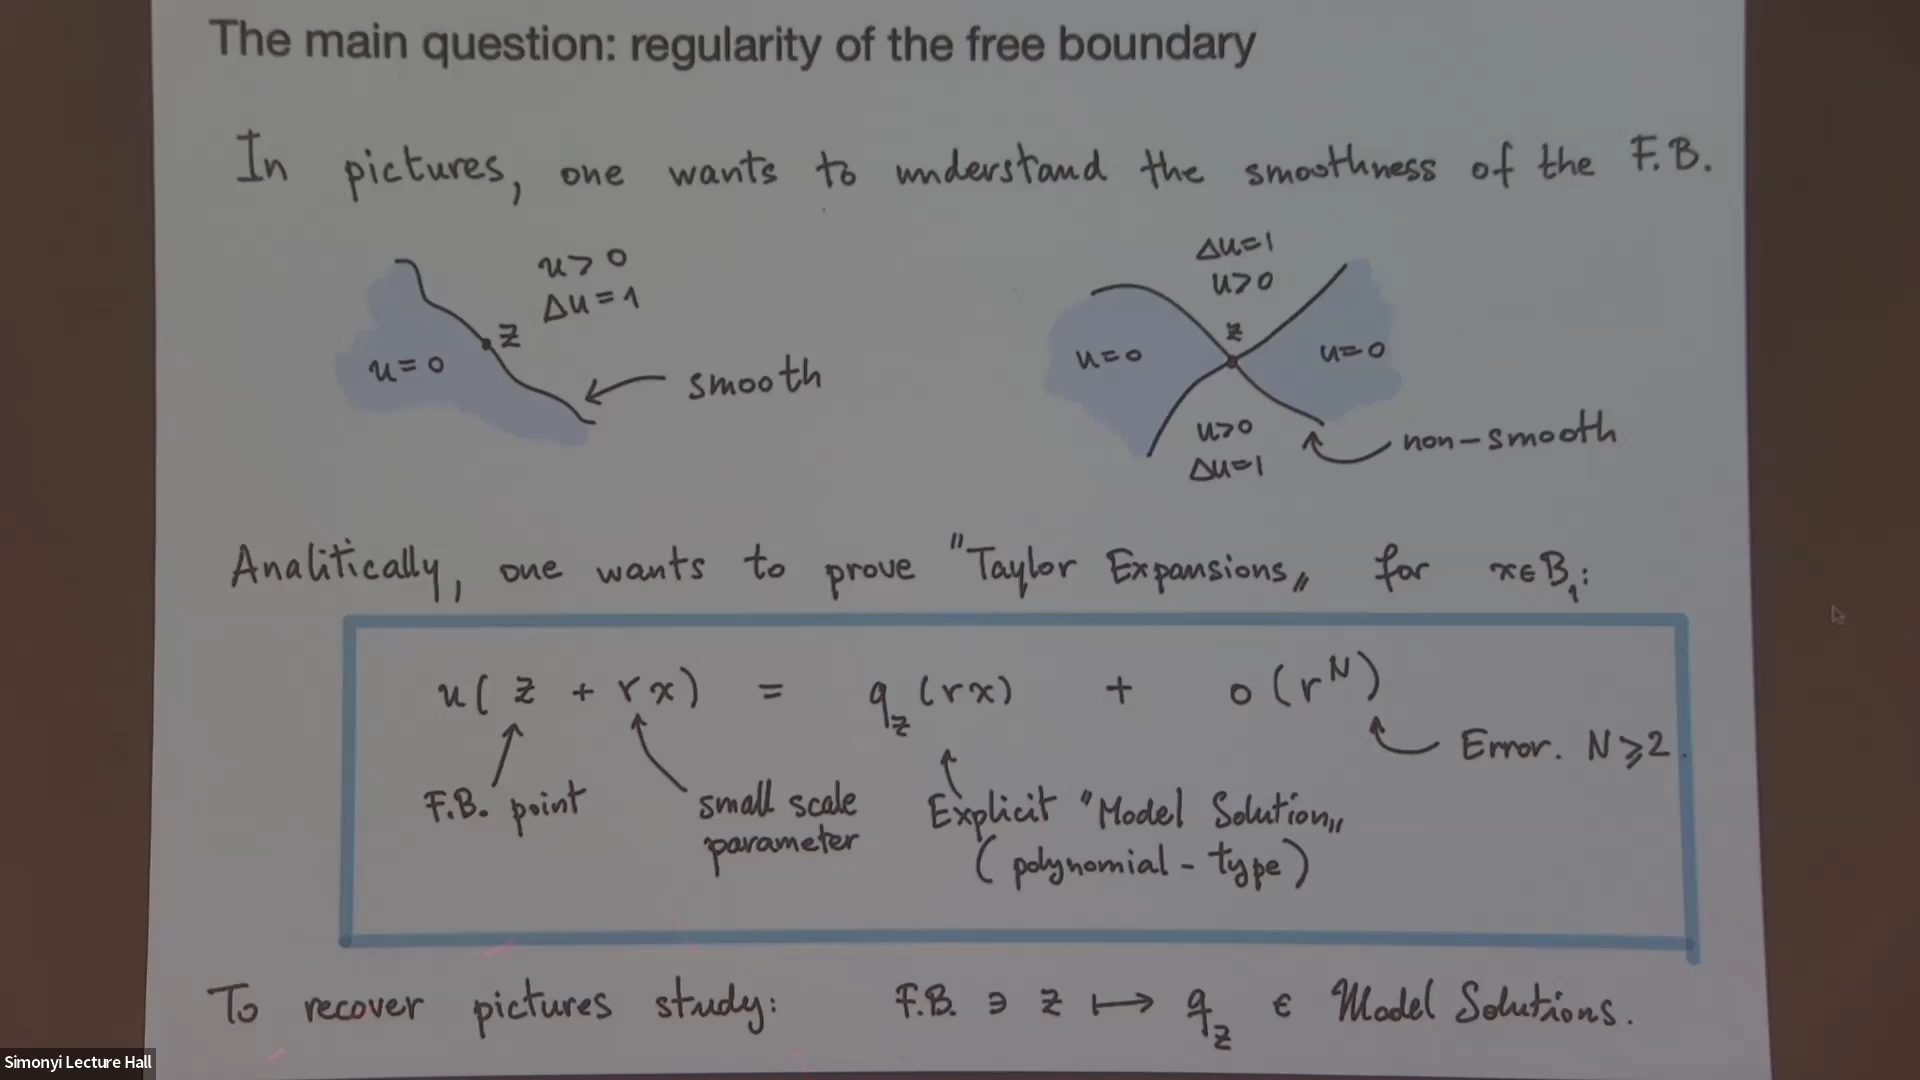 The main question: regularity of the free boundary
In pictures, one wants to understand the smoothness of the F.B.
u > 0
Δu = 1
z
u = 0
smooth
Δu=1
u>0
z
u=0
u=0
u>0
Δu=1
non-smooth
Analitically, one wants to prove "Taylor Expansions„ for x∈B₁:
u( z + rx) = q_z (rx) + o (r^N)
Error. N⩾2.
F.B. point
small scale
parameter
Explicit "Model Solution„
( polynomial - type )
To recover pictures study: F.B. ∋ z ↦ q_z ∈ Model Solutions.
Simonyi Lecture Hall